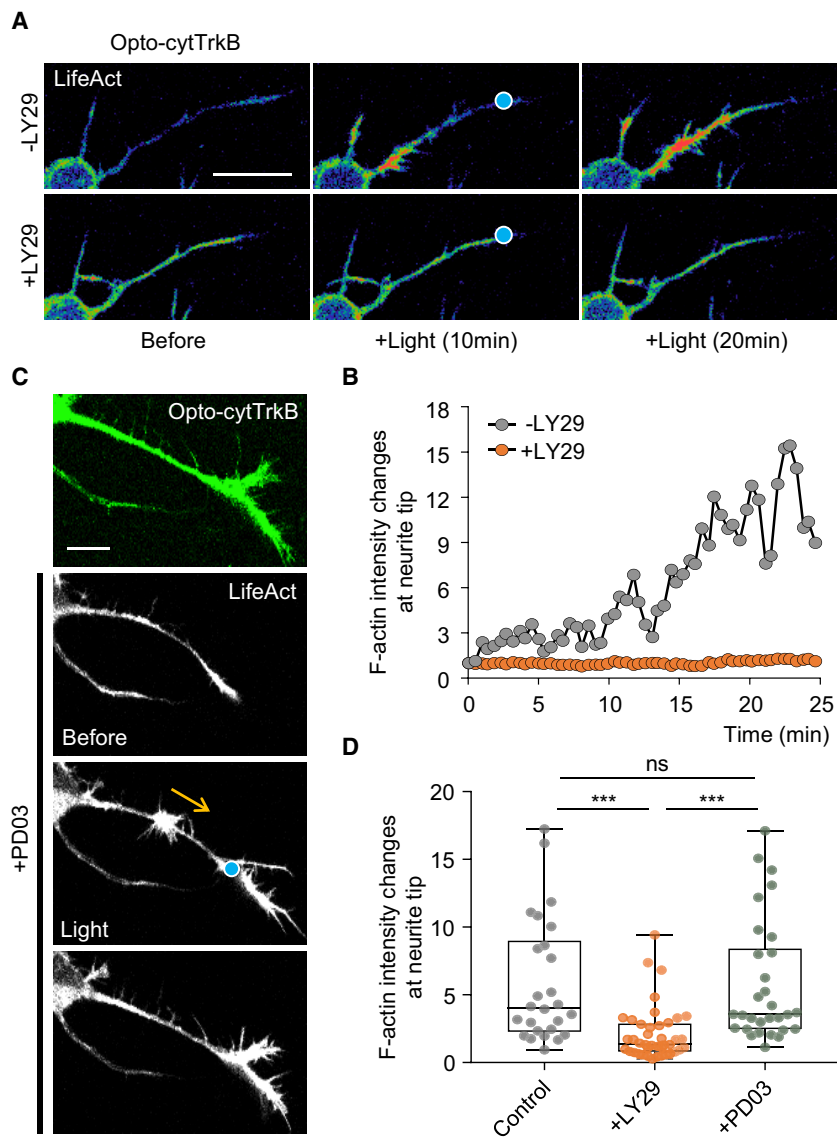 A
Opto-cytTrkB
LifeAct
-LY29
+LY29
Before
+Light (10min)
+Light (20min)
C
Opto-cytTrkB
LifeAct
Before
+PD03
Light
B
F-actin intensity changes
at neurite tip
18
15
12
9
6
3
0
-LY29
+LY29
0
5
10
15
20
25
Time (min)
D
F-actin intensity changes
at neurite tip
20
15
10
5
0
ns
***
***
Control
+LY29
+PD03